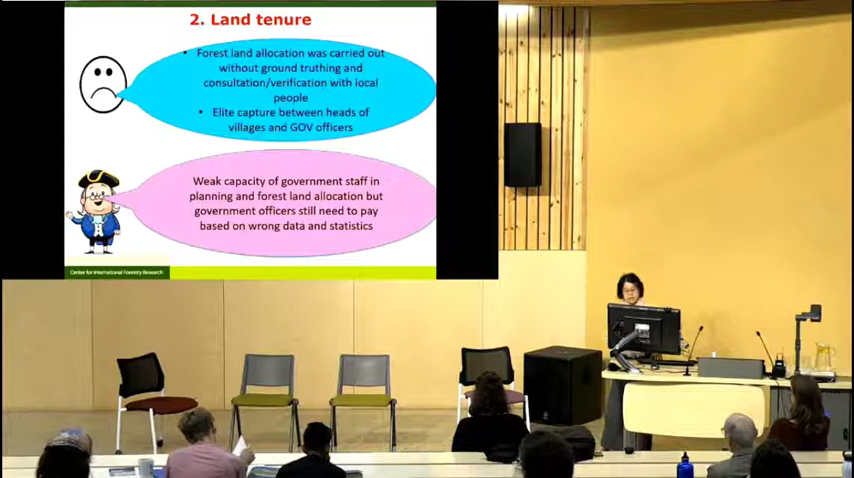 2. Land tenure
• Forest land allocation was carried out
without ground truthing and
consultation/verification with local
people
• Elite capture between heads of
villages and GOV officers
Weak capacity of government staff in
planning and forest land allocation but
government officers still need to pay
based on wrong data and statistics
Center for International Forestry Research